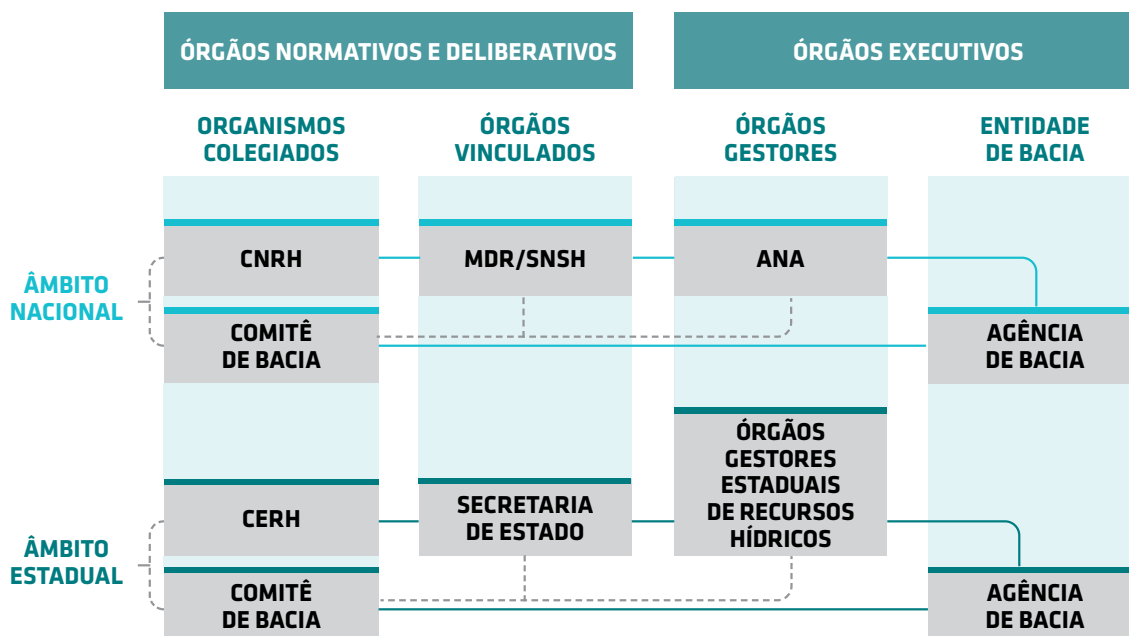 ÓRGÃOS NORMATIVOS E DELIBERATIVOS
ÓRGÃOS EXECUTIVOS
ORGANISMOS
COLEGIADOS
ÓRGÃOS
VINCULADOS
ÓRGÃOS
GESTORES
ENTIDADE
DE BACIA
ÂMBITO
NACIONAL
CNRH
MDR/SNSH
ANA
COMITÊ
DE BACIA
AGÊNCIA
DE BACIA
ÂMBITO
ESTADUAL
CERH
SECRETARIA
DE ESTADO
ÓRGÃOS
GESTORES
ESTADUAIS
DE RECURSOS
HÍDRICOS
COMITÊ
DE BACIA
AGÊNCIA
DE BACIA